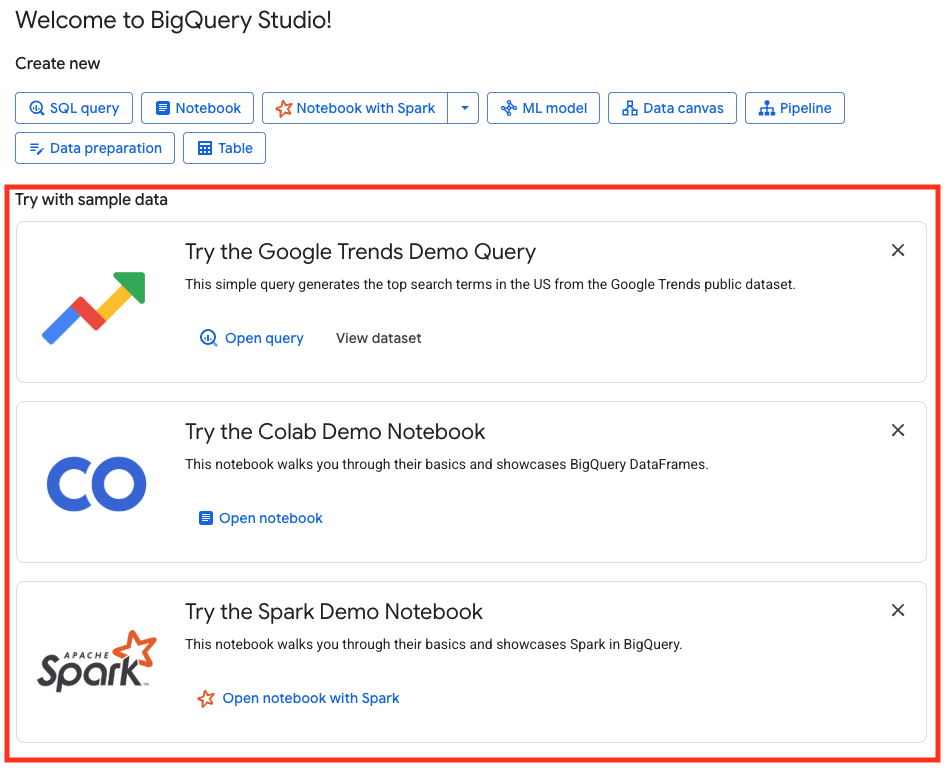 Welcome to BigQuery Studio!
Create new
SQL query Notebook Notebook with Spark ML model Data canvas Pipeline
Data preparation Table
Try with sample data
Try the Google Trends Demo Query
This simple query generates the top search terms in the US from the Google Trends public dataset.
Open query View dataset
CO
Try the Colab Demo Notebook
This notebook walks you through their basics and showcases BigQuery DataFrames.
Open notebook
APACHE
Spark
Try the Spark Demo Notebook
This notebook walks you through their basics and showcases Spark in BigQuery.
Open notebook with Spark